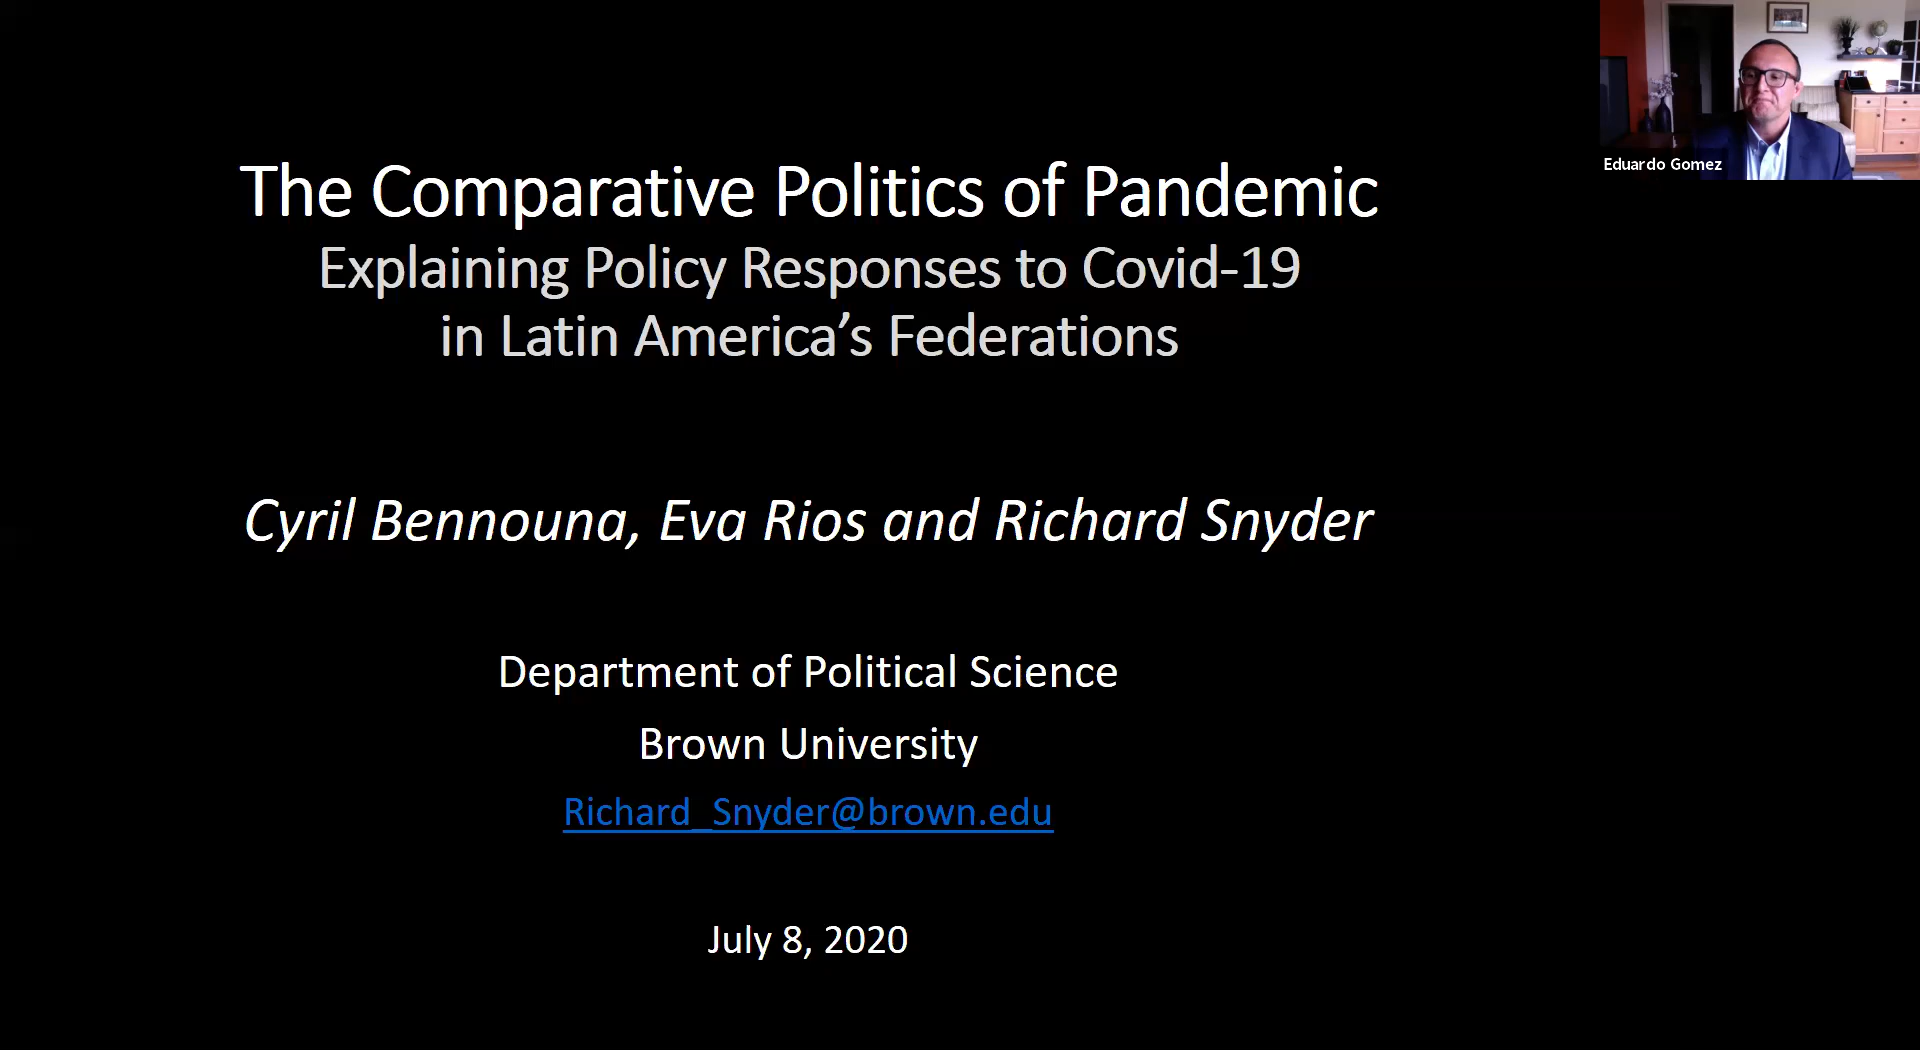 The Comparative Politics of Pandemic
Explaining Policy Responses to Covid-19
in Latin America’s Federations
Cyril Bennouna, Eva Rios and Richard Snyder
Department of Political Science
Brown University
Richard_Snyder@brown.edu
July 8, 2020
Eduardo Gomez